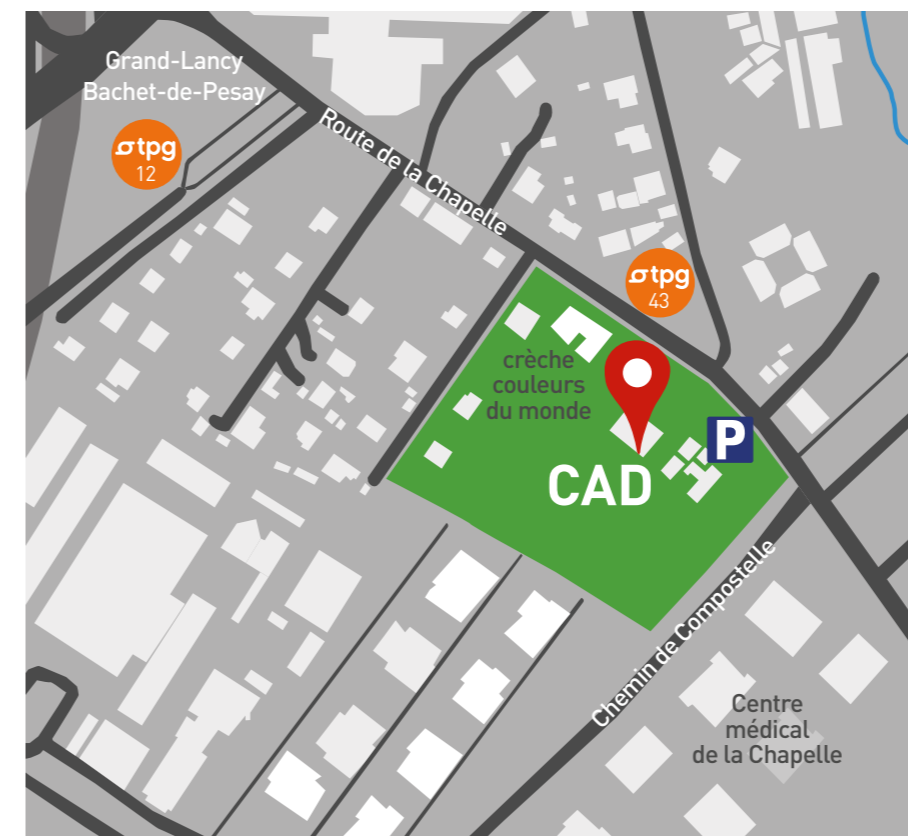 Grand-Lancy
Bachet-de-Pesay
tpg
12
Route de la Chapelle
tpg
43
crèche
couleurs
du monde
P
CAD
Chemin de Compostelle
Centre
médical
de la Chapelle